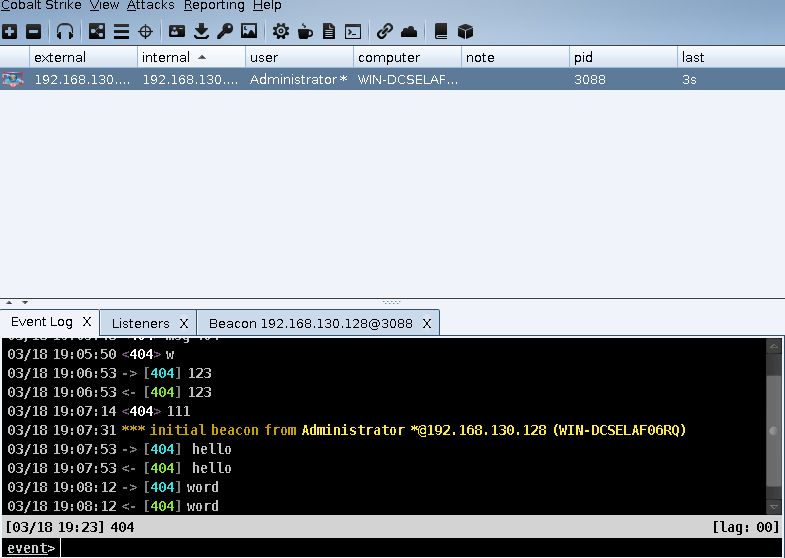 Cobalt Strike View Attacks Reporting Help
external internal user computer note pid last
192.168.130.... 192.168.130.... Administrator * WIN-DCSELAF... 3088 3s
Event Log X Listeners X Beacon 192.168.130.128@3088 X
03/18 19:05:50 <404> w
03/18 19:06:53 -> [404] 123
03/18 19:06:53 <- [404] 123
03/18 19:07:14 <404> 111
03/18 19:07:31 *** initial beacon from Administrator *@192.168.130.128 (WIN-DCSELAF06RQ)
03/18 19:07:53 -> [404] hello
03/18 19:07:53 <- [404] hello
03/18 19:08:12 -> [404] word
03/18 19:08:12 <- [404] word
[03/18 19:23] 404 [lag: 00]
event>